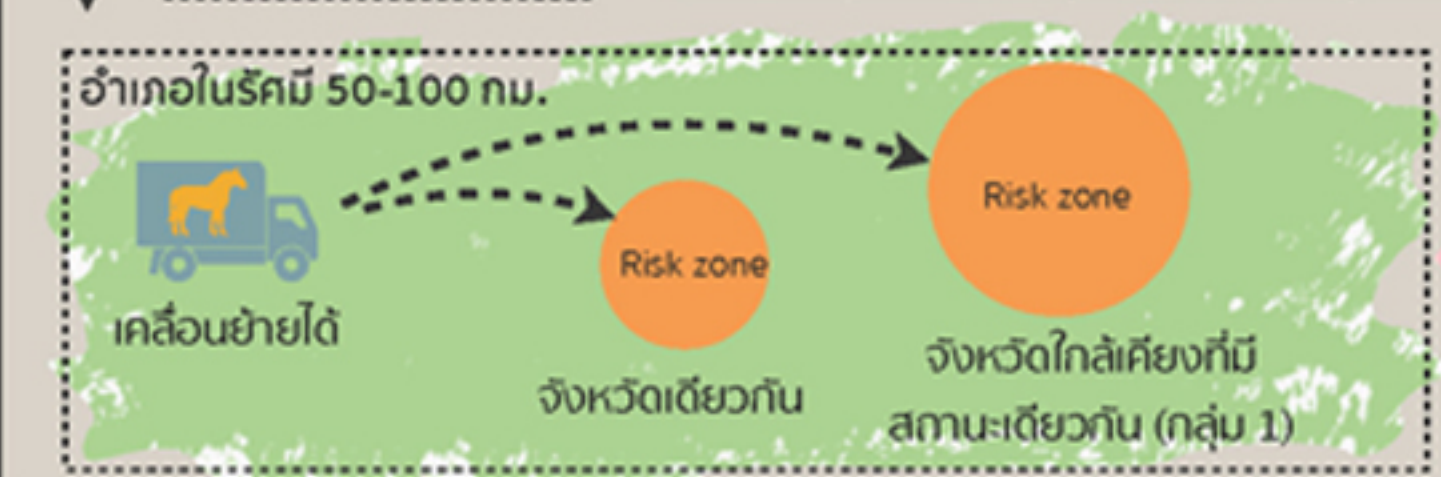 อำเภอในรัศมี 50-100 กม.
เคลื่อนย้ายได้
Risk zone
จังหวัดเดียวกัน
Risk zone
จังหวัดใกล้เคียงที่มี
สถานะเดียวกัน (กลุ่ม 1)